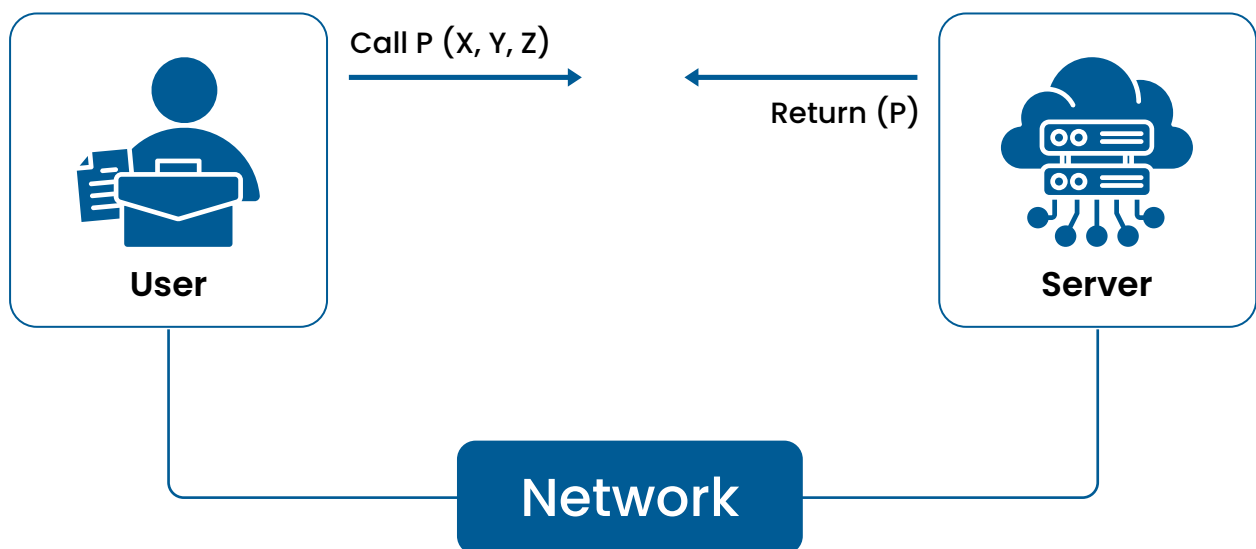 Call P (X, Y, Z)
Return (P)
User
Server
Network